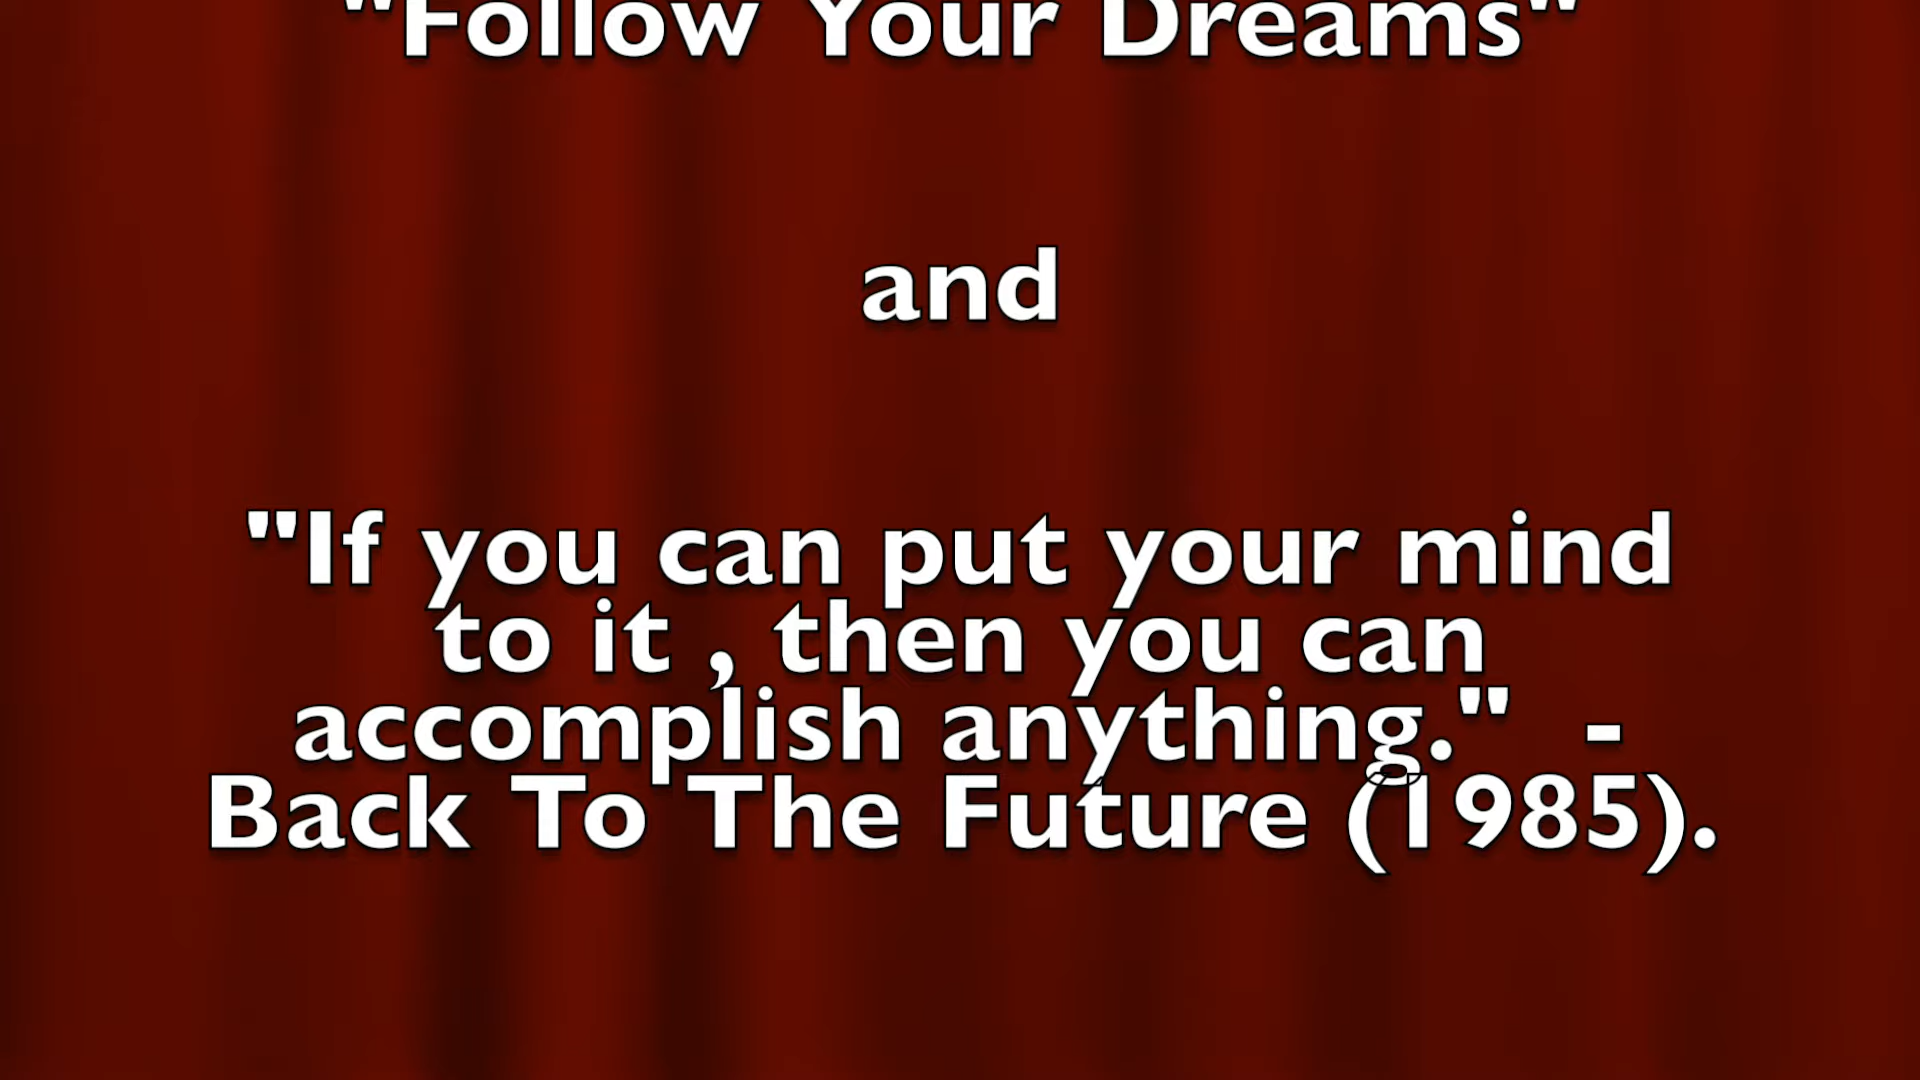 "Follow Your Dreams"
and
"If you can put your mind
to it , then you can
accomplish anything."  -
Back To The Future (1985).